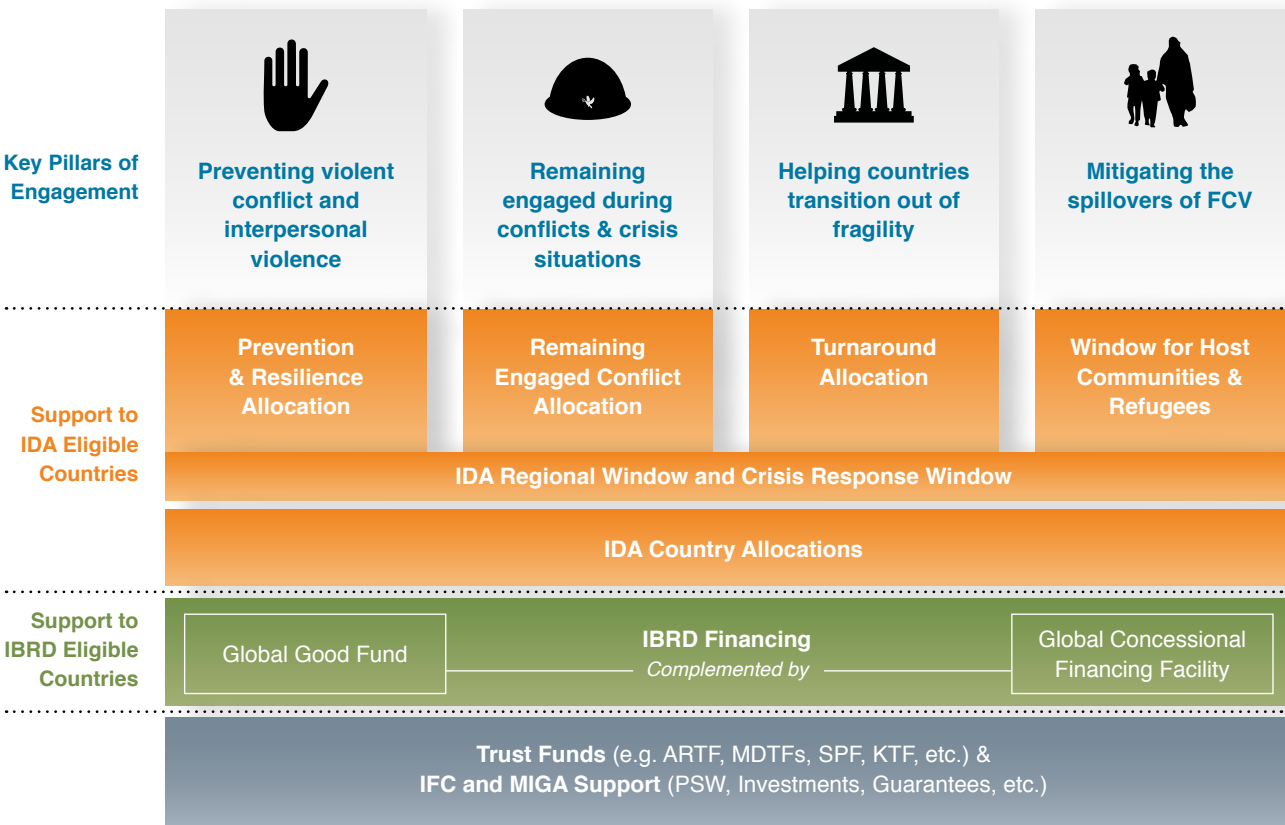 Key Pillars of
Engagement
Preventing violent
conflict and
interpersonal
violence
Remaining
engaged during
conflicts & crisis
situations
Helping countries
transition out of
fragility
Mitigating the
spillovers of FCV
Support to
IDA Eligible
Countries
Prevention
& Resilience
Allocation
Remaining
Engaged Conflict
Allocation
Turnaround
Allocation
Window for Host
Communities &
Refugees
IDA Regional Window and Crisis Response Window
IDA Country Allocations
Support to
IBRD Eligible
Countries
Global Good Fund
IBRD Financing
Complemented by
Global Concessional
Financing Facility
Trust Funds (e.g. ARTF, MDTFs, SPF, KTF, etc.) &
IFC and MIGA Support (PSW, Investments, Guarantees, etc.)